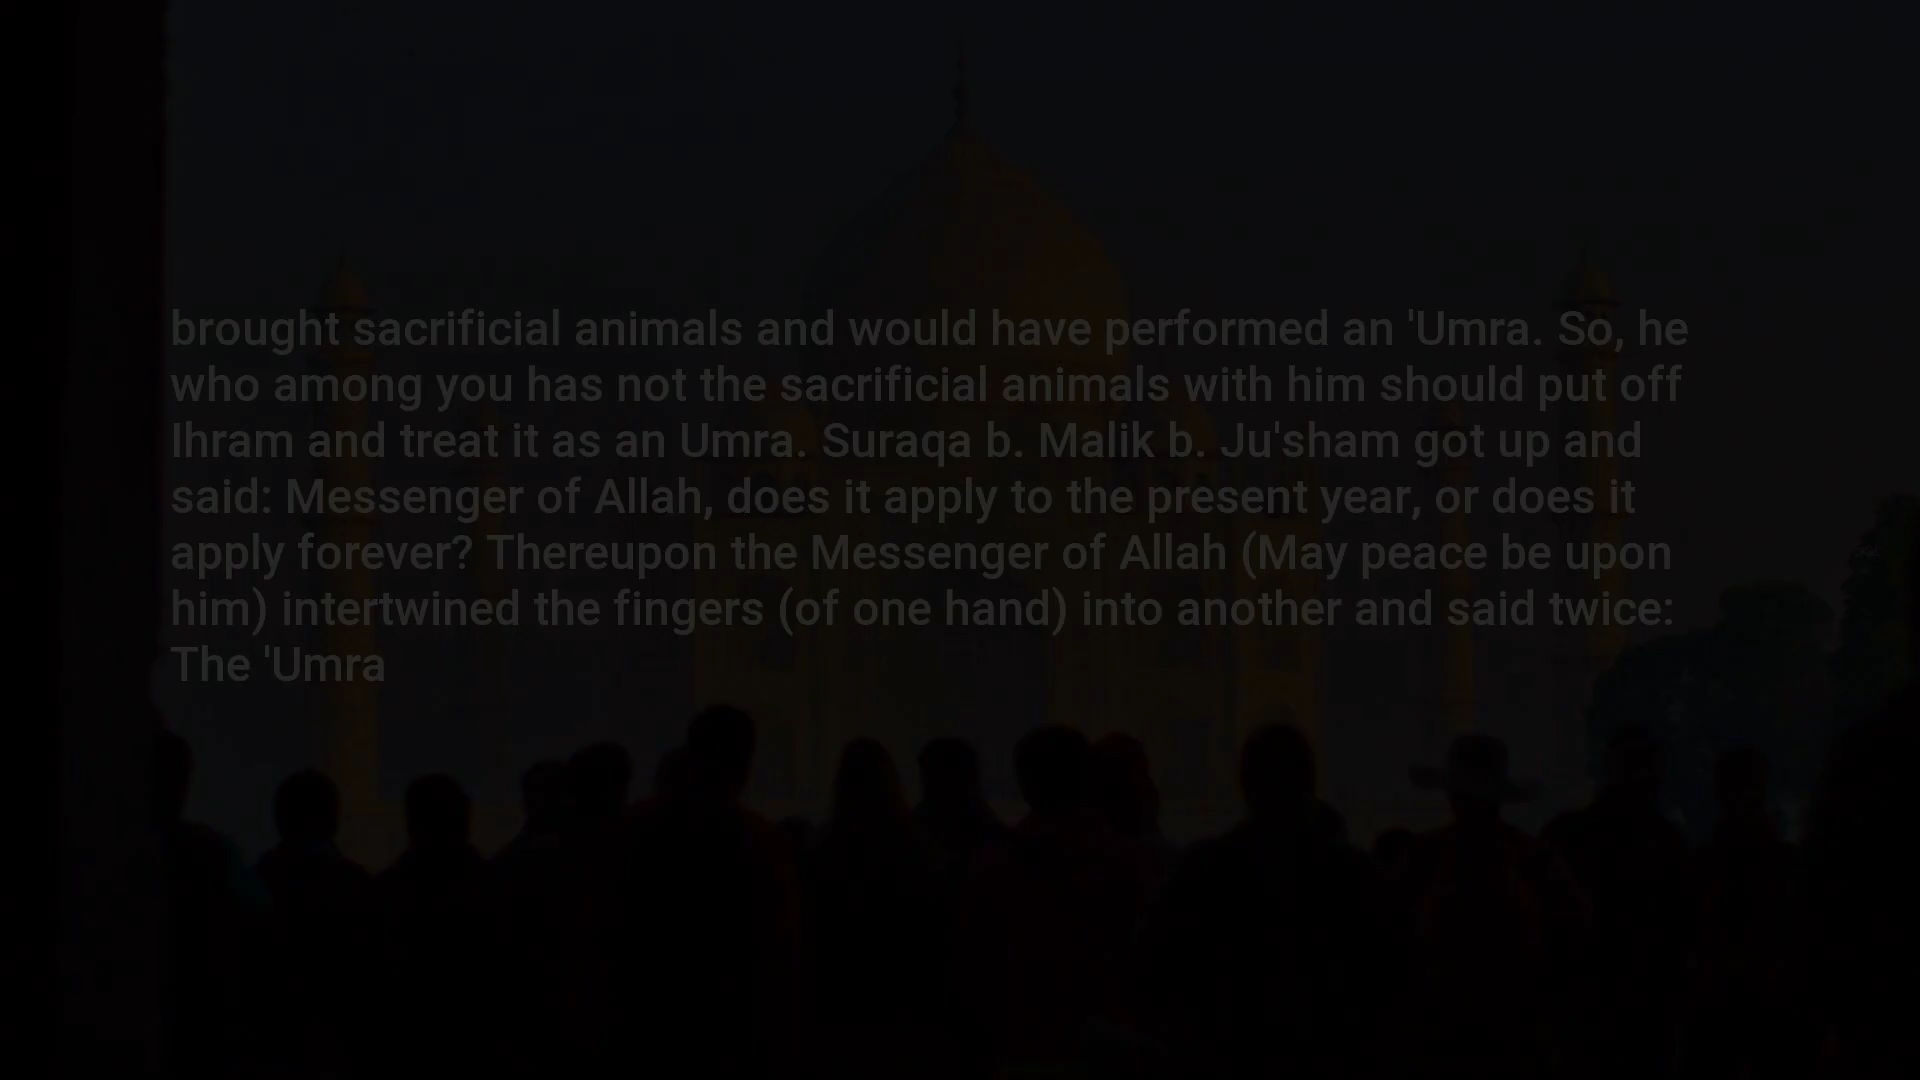 brought sacrificial animals and would have performed an 'Umra. So, he
who among you has not the sacrificial animals with him should put off
Ihram and treat it as an Umra. Suraqa b. Malik b. Ju'sham got up and
said: Messenger of Allah, does it apply to the present year, or does it
apply forever? Thereupon the Messenger of Allah (May peace be upon
him) intertwined the fingers (of one hand) into another and said twice:
The 'Umra